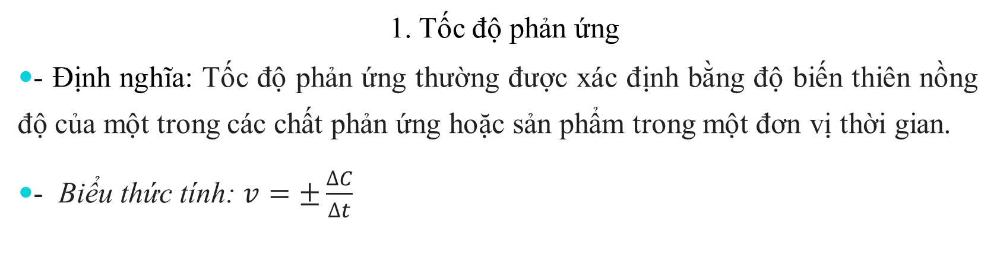 1. Tốc độ phản ứng
•- Định nghĩa: Tốc độ phản ứng thường được xác định bằng độ biến thiên nồng
độ của một trong các chất phản ứng hoặc sản phẩm trong một đơn vị thời gian.
•- Biểu thức tính: v = ± ΔC/Δt